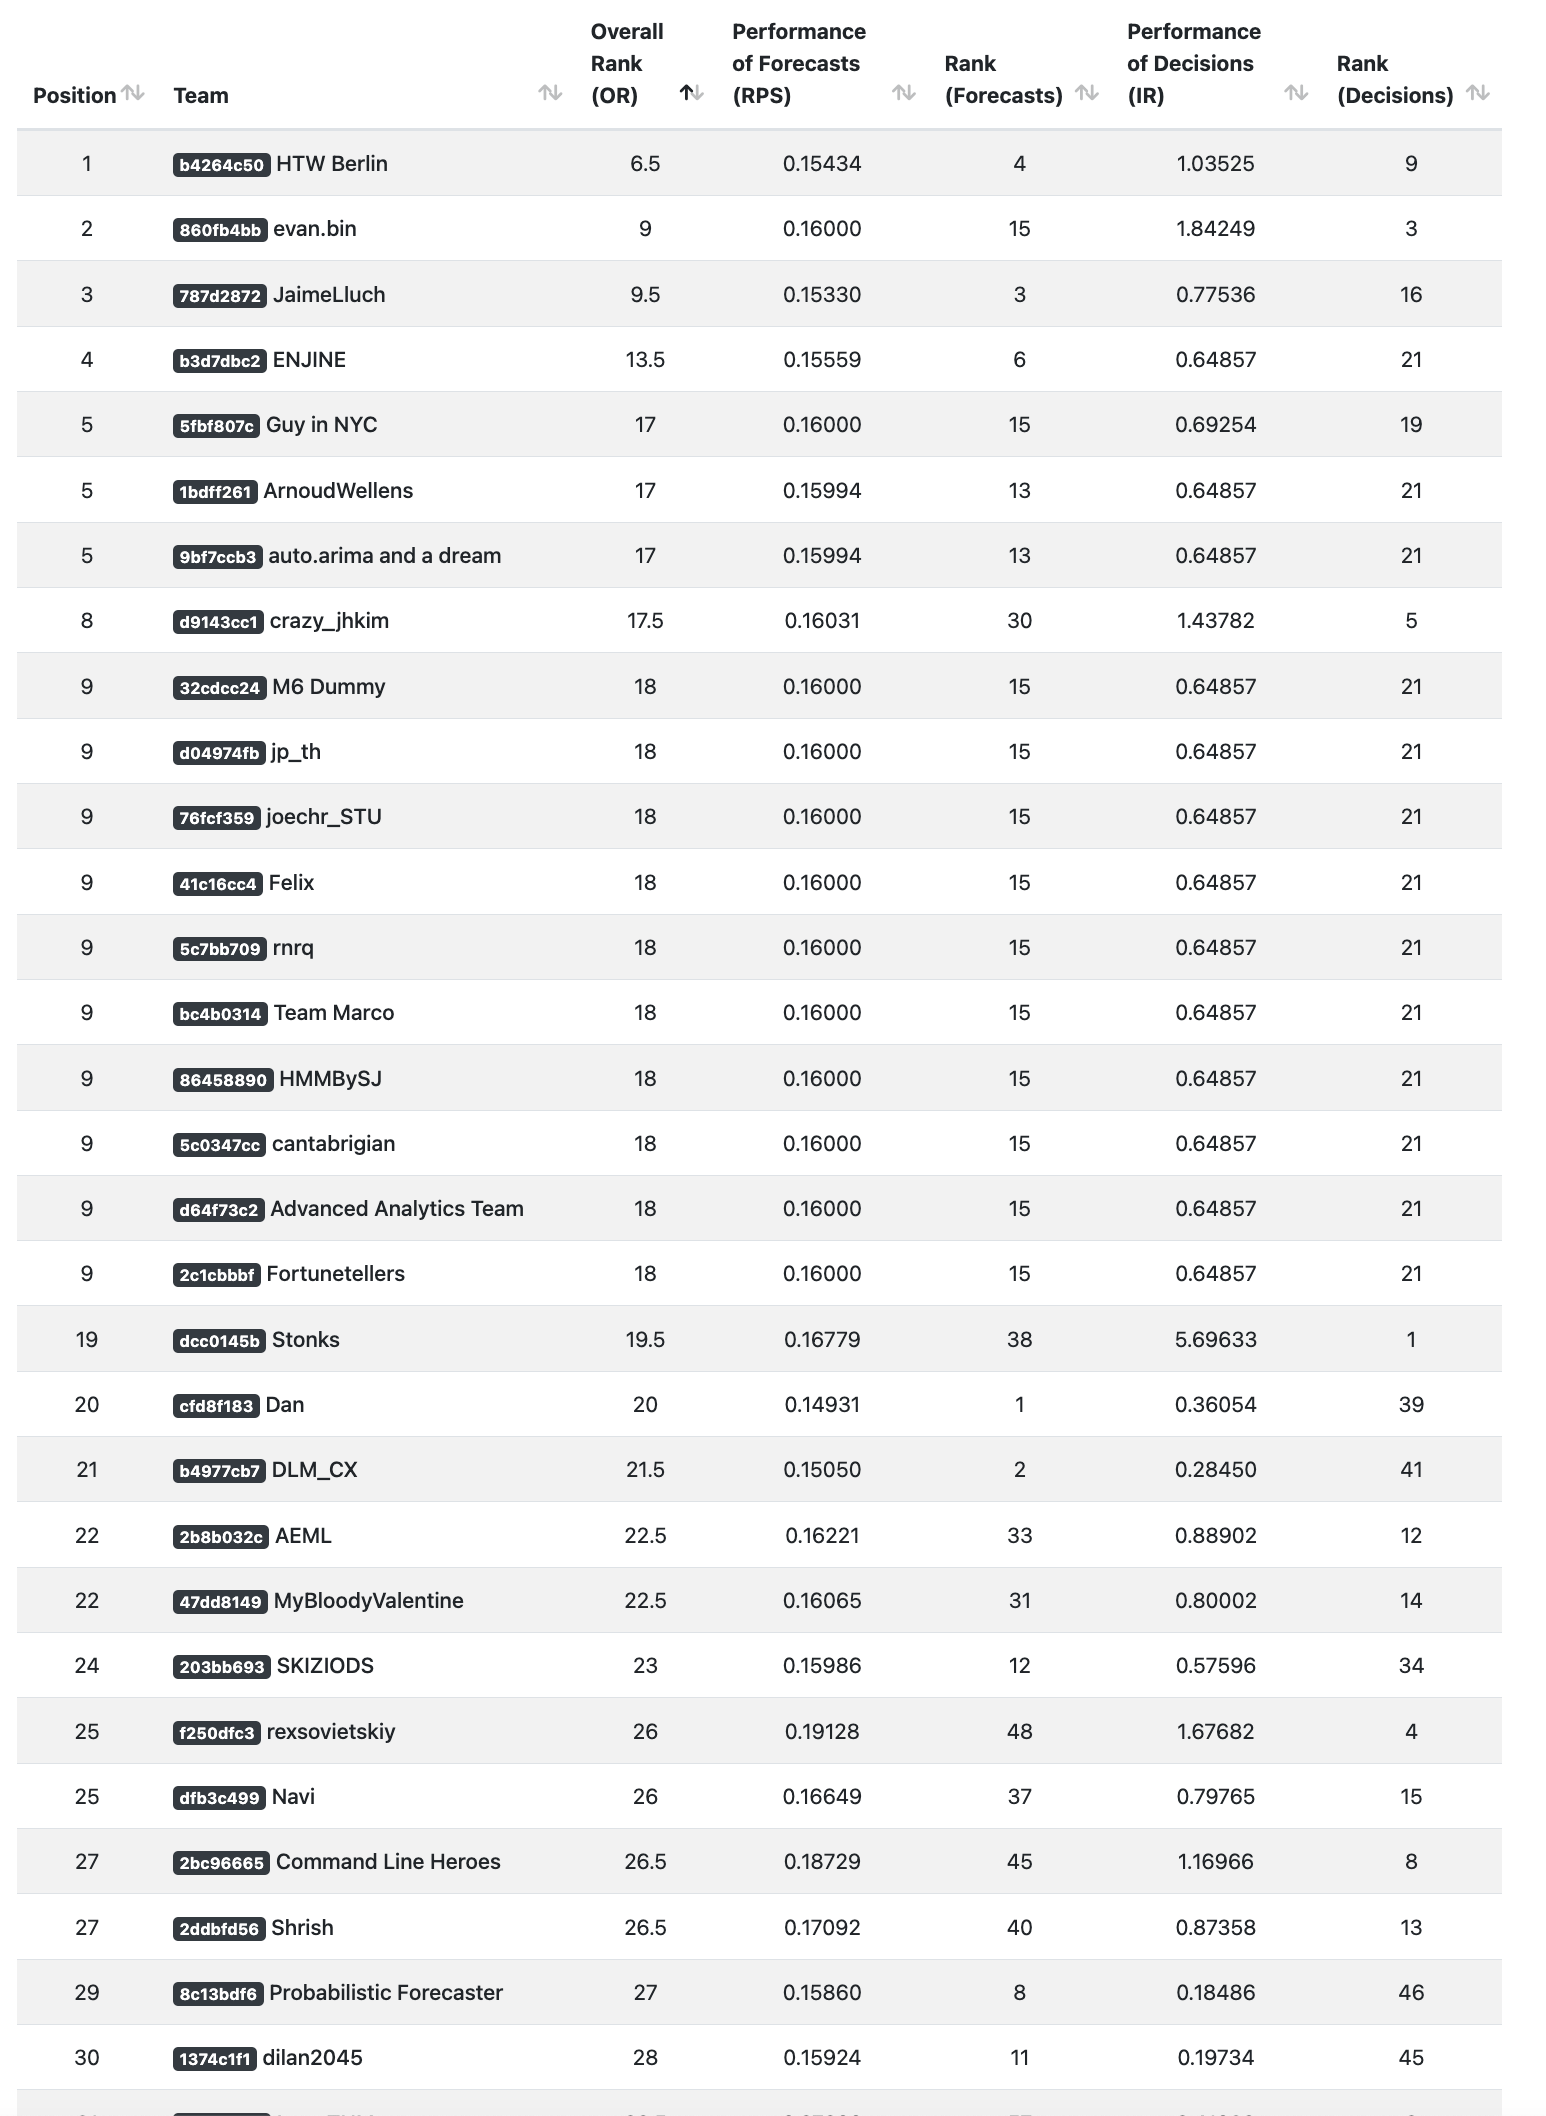 Position Team Overall Rank (OR) Performance of Forecasts (RPS) Rank (Forecasts) Performance of Decisions (IR) Rank (Decisions)
1 b4264c50 HTW Berlin 6.5 0.15434 4 1.03525 9
2 860fb4bb evan.bin 9 0.16000 15 1.84249 3
3 787d2872 JaimeLluch 9.5 0.15330 3 0.77536 16
4 b3d7dbc2 ENJINE 13.5 0.15559 6 0.64857 21
5 5fbf807c Guy in NYC 17 0.16000 15 0.69254 19
5 1bdff261 ArnoudWellens 17 0.15994 13 0.64857 21
5 9bf7ccb3 auto.arima and a dream 17 0.15994 13 0.64857 21
8 d9143cc1 crazy_jhkim 17.5 0.16031 30 1.43782 5
9 32cdcc24 M6 Dummy 18 0.16000 15 0.64857 21
9 d04974fb jp_th 18 0.16000 15 0.64857 21
9 76fcf359 joechr_STU 18 0.16000 15 0.64857 21
9 41c16cc4 Felix 18 0.16000 15 0.64857 21
9 5c7bb709 rnrq 18 0.16000 15 0.64857 21
9 bc4b0314 Team Marco 18 0.16000 15 0.64857 21
9 86458890 HMMBySJ 18 0.16000 15 0.64857 21
9 5c0347cc cantabrigian 18 0.16000 15 0.64857 21
9 d64f73c2 Advanced Analytics Team 18 0.16000 15 0.64857 21
9 2c1cbbbf Fortunetellers 18 0.16000 15 0.64857 21
19 dcc0145b Stonks 19.5 0.16779 38 5.69633 1
20 cfd8f183 Dan 20 0.14931 1 0.36054 39
21 b4977cb7 DLM_CX 21.5 0.15050 2 0.28450 41
22 2b8b032c AEML 22.5 0.16221 33 0.88902 12
22 47dd8149 MyBloodyValentine 22.5 0.16065 31 0.80002 14
24 203bb693 SKIZIODS 23 0.15986 12 0.57596 34
25 f250dfc3 rexsovietskiy 26 0.19128 48 1.67682 4
25 dfb3c499 Navi 26 0.16649 37 0.79765 15
27 2bc96665 Command Line Heroes 26.5 0.18729 45 1.16966 8
27 2ddbfd56 Shrish 26.5 0.17092 40 0.87358 13
29 8c13bdf6 Probabilistic Forecaster 27 0.15860 8 0.18486 46
30 1374c1f1 dilan2045 28 0.15924 11 0.19734 45